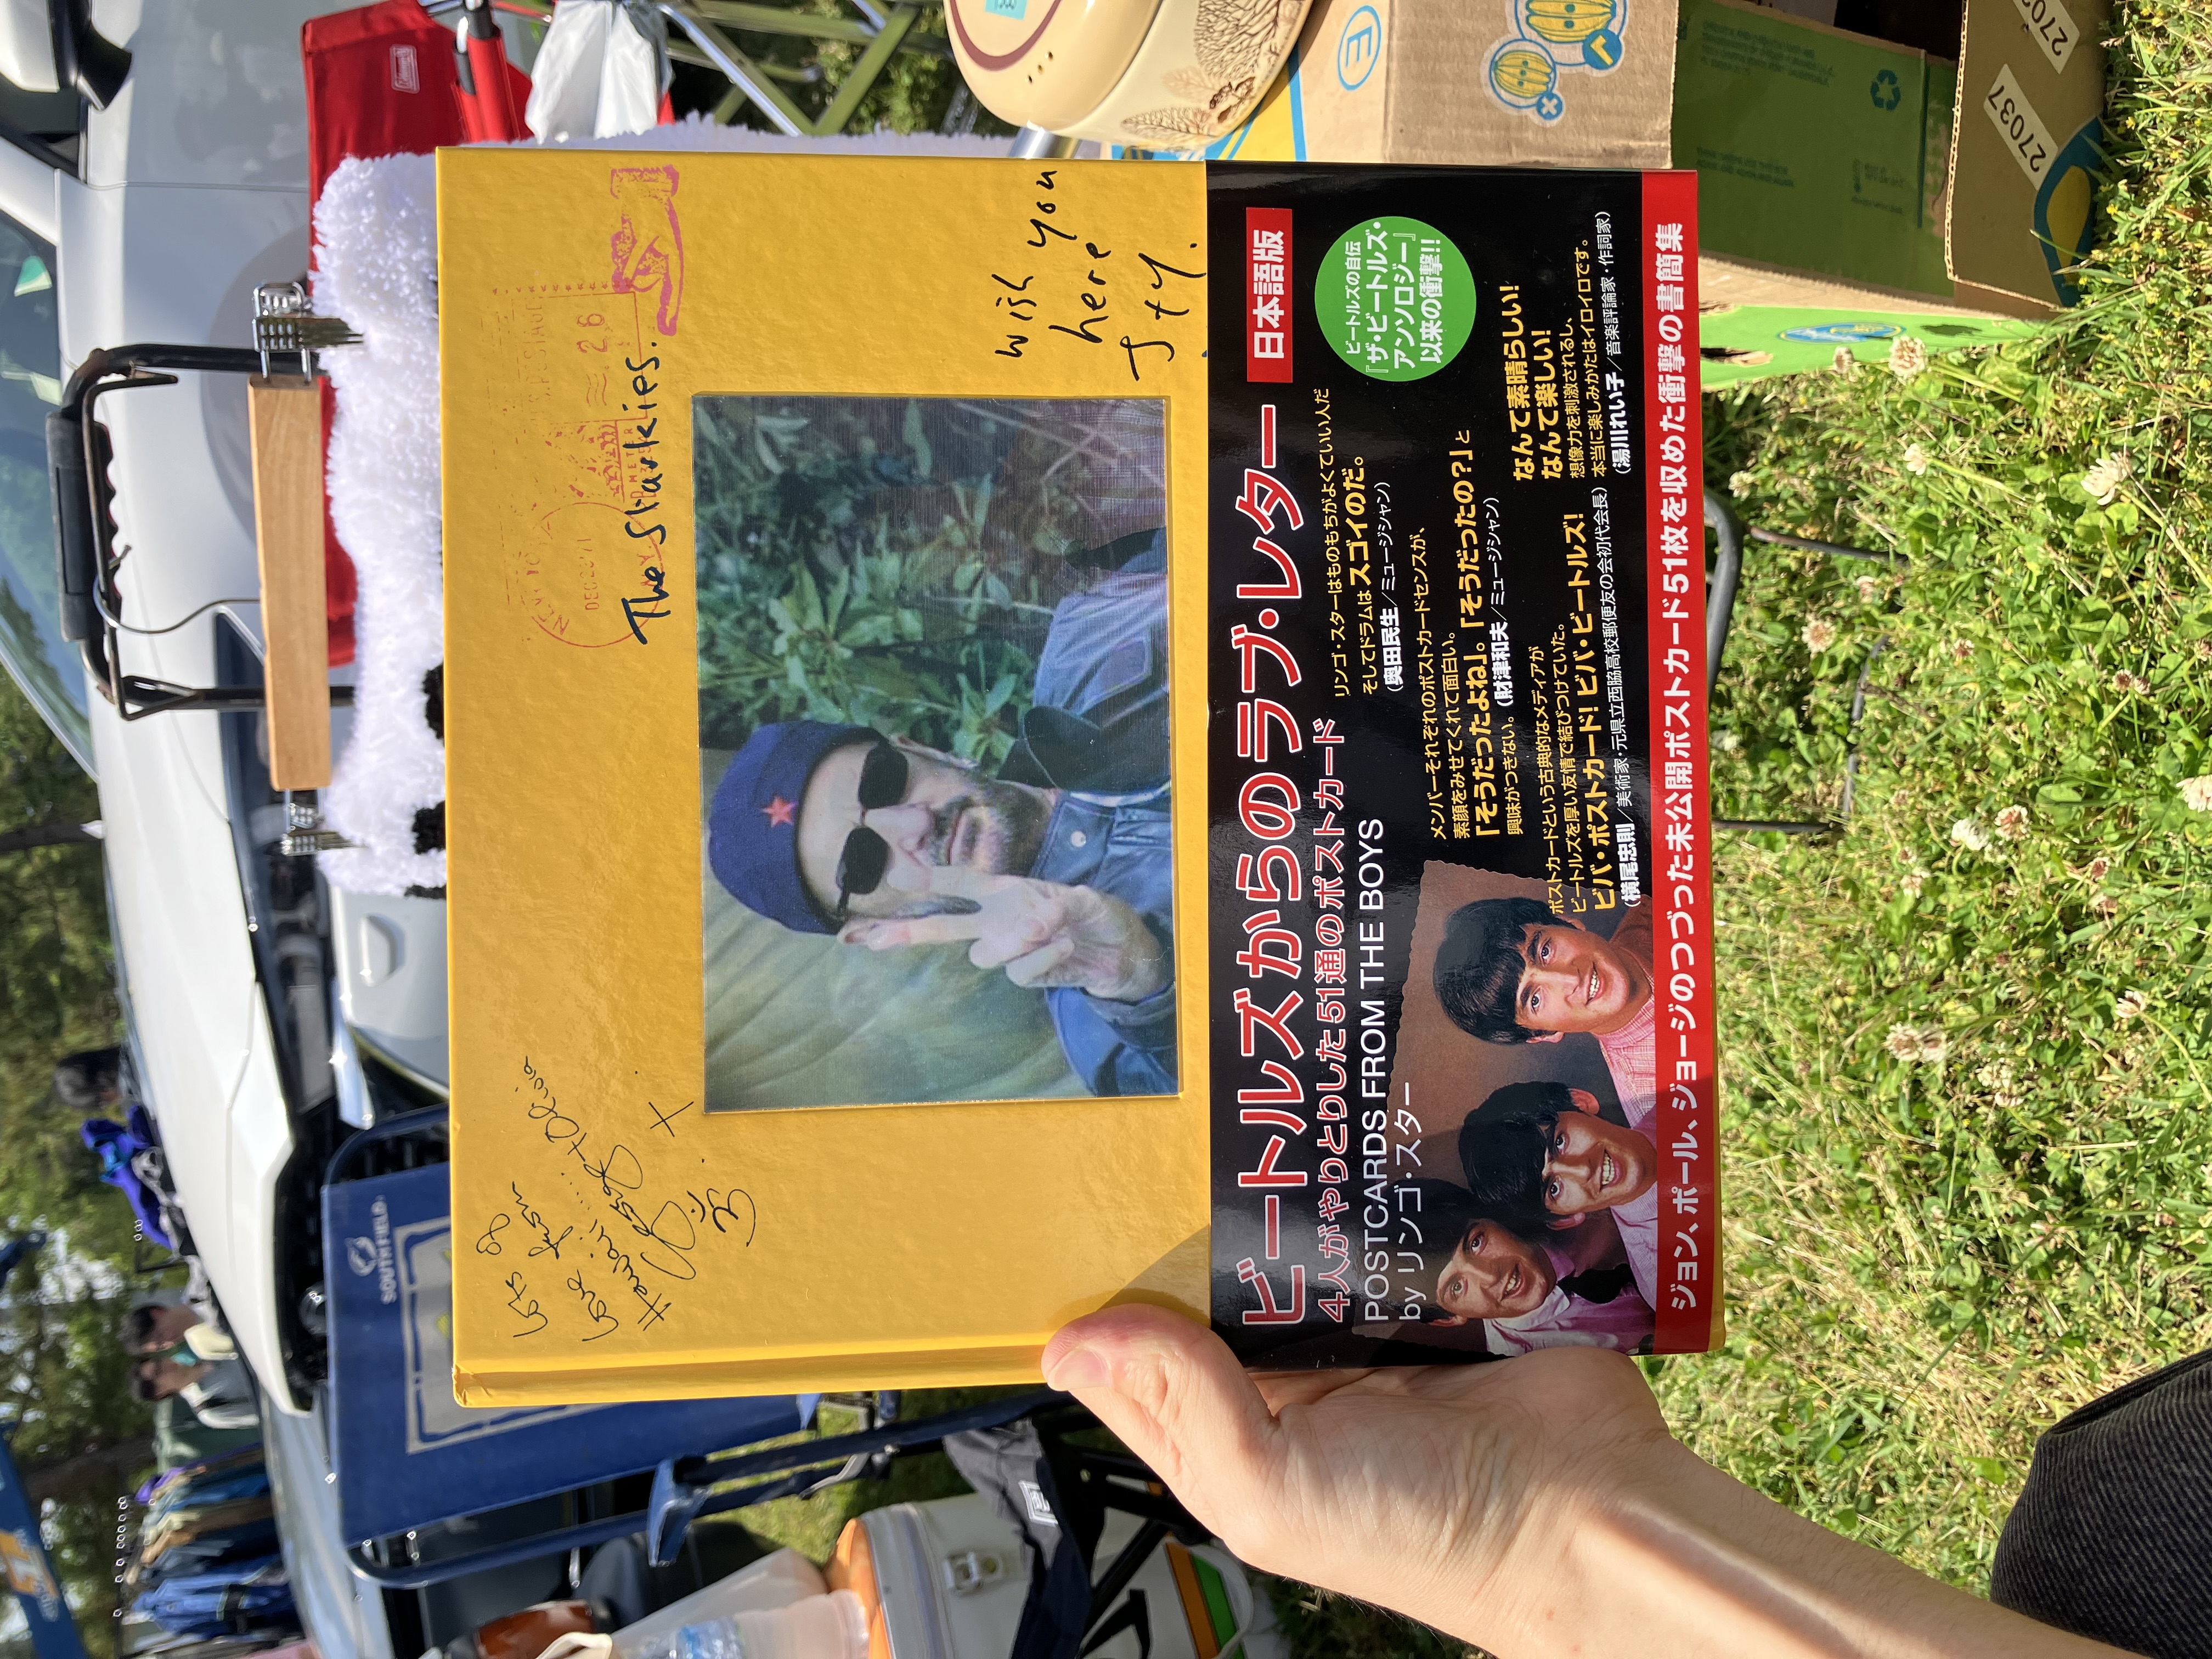 Lots of
love from
Hawaii.....
George + Olivia
The Starkies.
DEC 20 '71
≈ .26
wish you
here
J + Y.
ビートルズからのラブ・レター
日本語版
4人がやりとりした51通のポストカード
POSTCARDS FROM THE BOYS
by リンゴ・スター
ビートルズの自伝
『ザ・ビートルズ・
アンソロジー』
以来の衝撃!!
リンゴ・スターはものもちがよくていい人だ
そしてドラムはスゴイのだ。
(奥田民生/ミュージシャン)
メンバーそれぞれのポストカードセンスが、
素顔をみせてくれて面白い。
「そうだったよね」。「そうだったの?」と
興味がつきない。(財津和夫/ミュージシャン)
ポストカードという古典的なメディアが
ビートルズを厚い友情で結びつけていた。
ビバ・ポストカード! ビバ・ビートルズ!
(横尾忠則/美術家・元県立西脇高校郵便友の会初代会長)
なんて素晴らしい!
なんて楽しい!
想像力を刺激されるし、
本当に楽しみかたはイロイロです。
(湯川れい子/音楽評論家・作詞家)
ジョン、ポール、ジョージのつづった未公開ポストカード51枚を収めた衝撃の書簡集
SOUTHFIELD
Coleman
27037